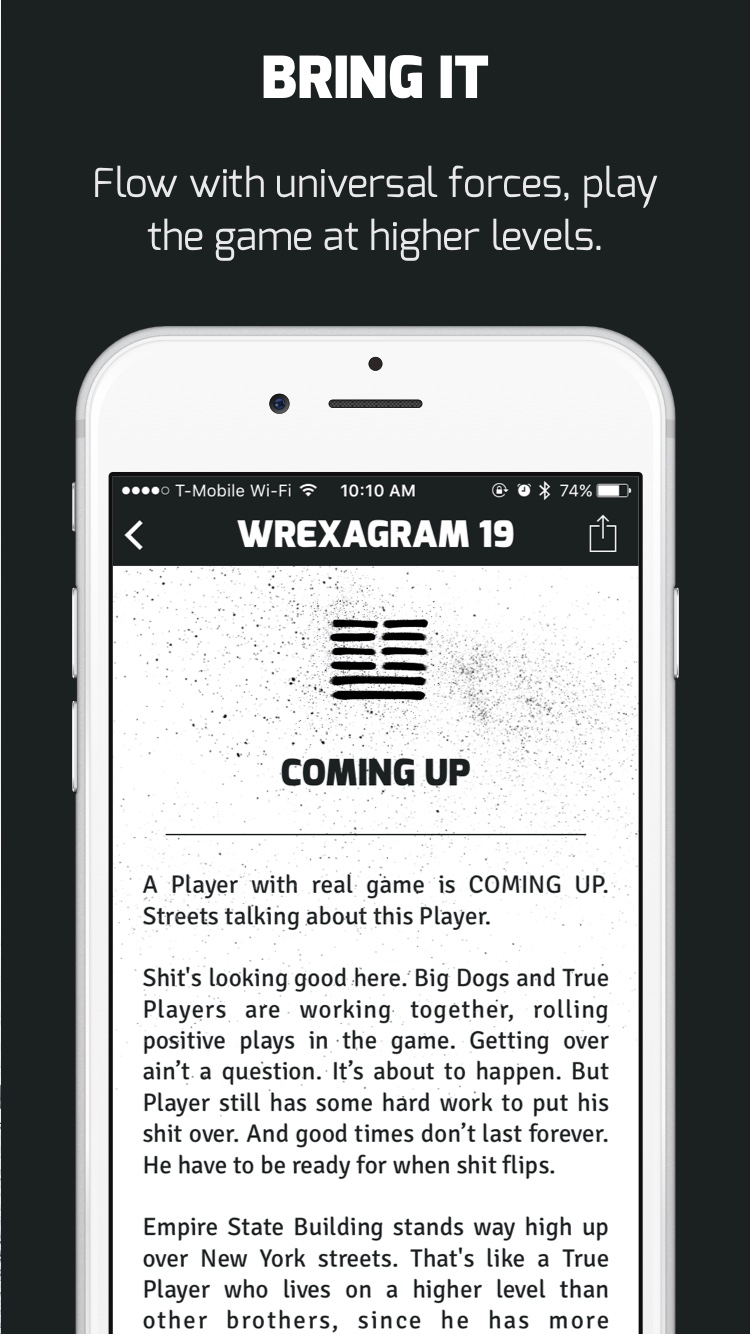 BRING IT
Flow with universal forces, play
the game at higher levels.
T-Mobile Wi-Fi 10:10 AM 74%
WREXAGRAM 19
COMING UP
A Player with real game is COMING UP.
Streets talking about this Player.
Shit's looking good here. Big Dogs and True
Players are working together, rolling
positive plays in the game. Getting over
ain’t a question. It’s about to happen. But
Player still has some hard work to put his
shit over. And good times don’t last forever.
He have to be ready for when shit flips.
Empire State Building stands way high up
over New York streets. That's like a True
Player who lives on a higher level than
other brothers, since he has more